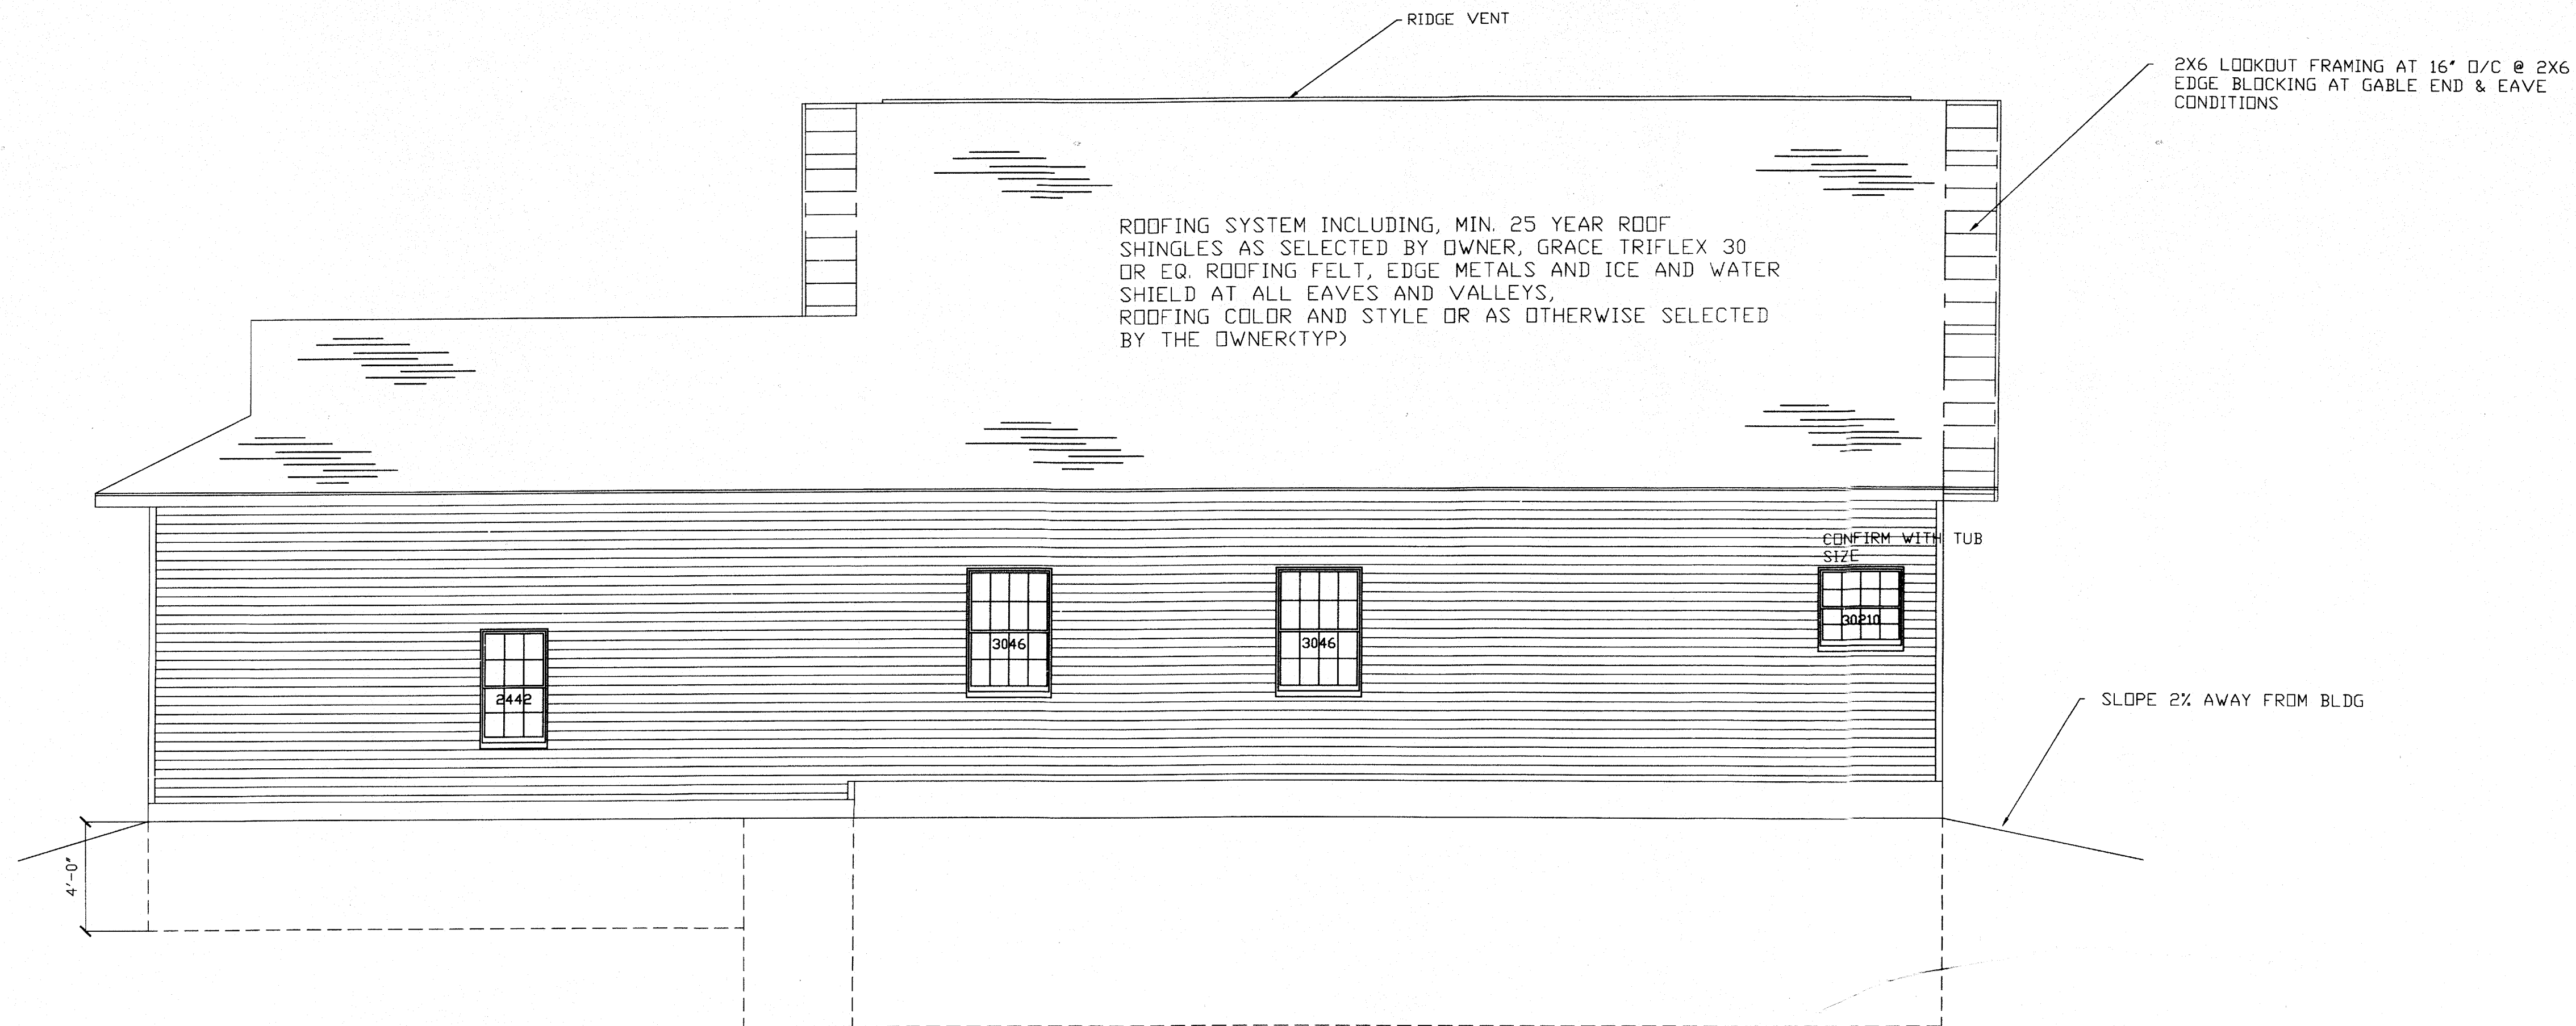 RIDGE VENT
2X6 LOOKOUT FRAMING AT 16" O/C @ 2X6
EDGE BLOCKING AT GABLE END & EAVE
CONDITIONS
ROOFING SYSTEM INCLUDING, MIN. 25 YEAR ROOF
SHINGLES AS SELECTED BY OWNER, GRACE TRIFLEX 30
OR EQ. ROOFING FELT, EDGE METALS AND ICE AND WATER
SHIELD AT ALL EAVES AND VALLEYS,
ROOFING COLOR AND STYLE OR AS OTHERWISE SELECTED
BY THE OWNER(TYP)
CONFIRM WITH TUB
SIZE
3046
3046
30210
2442
SLOPE 2% AWAY FROM BLDG
4'-0"